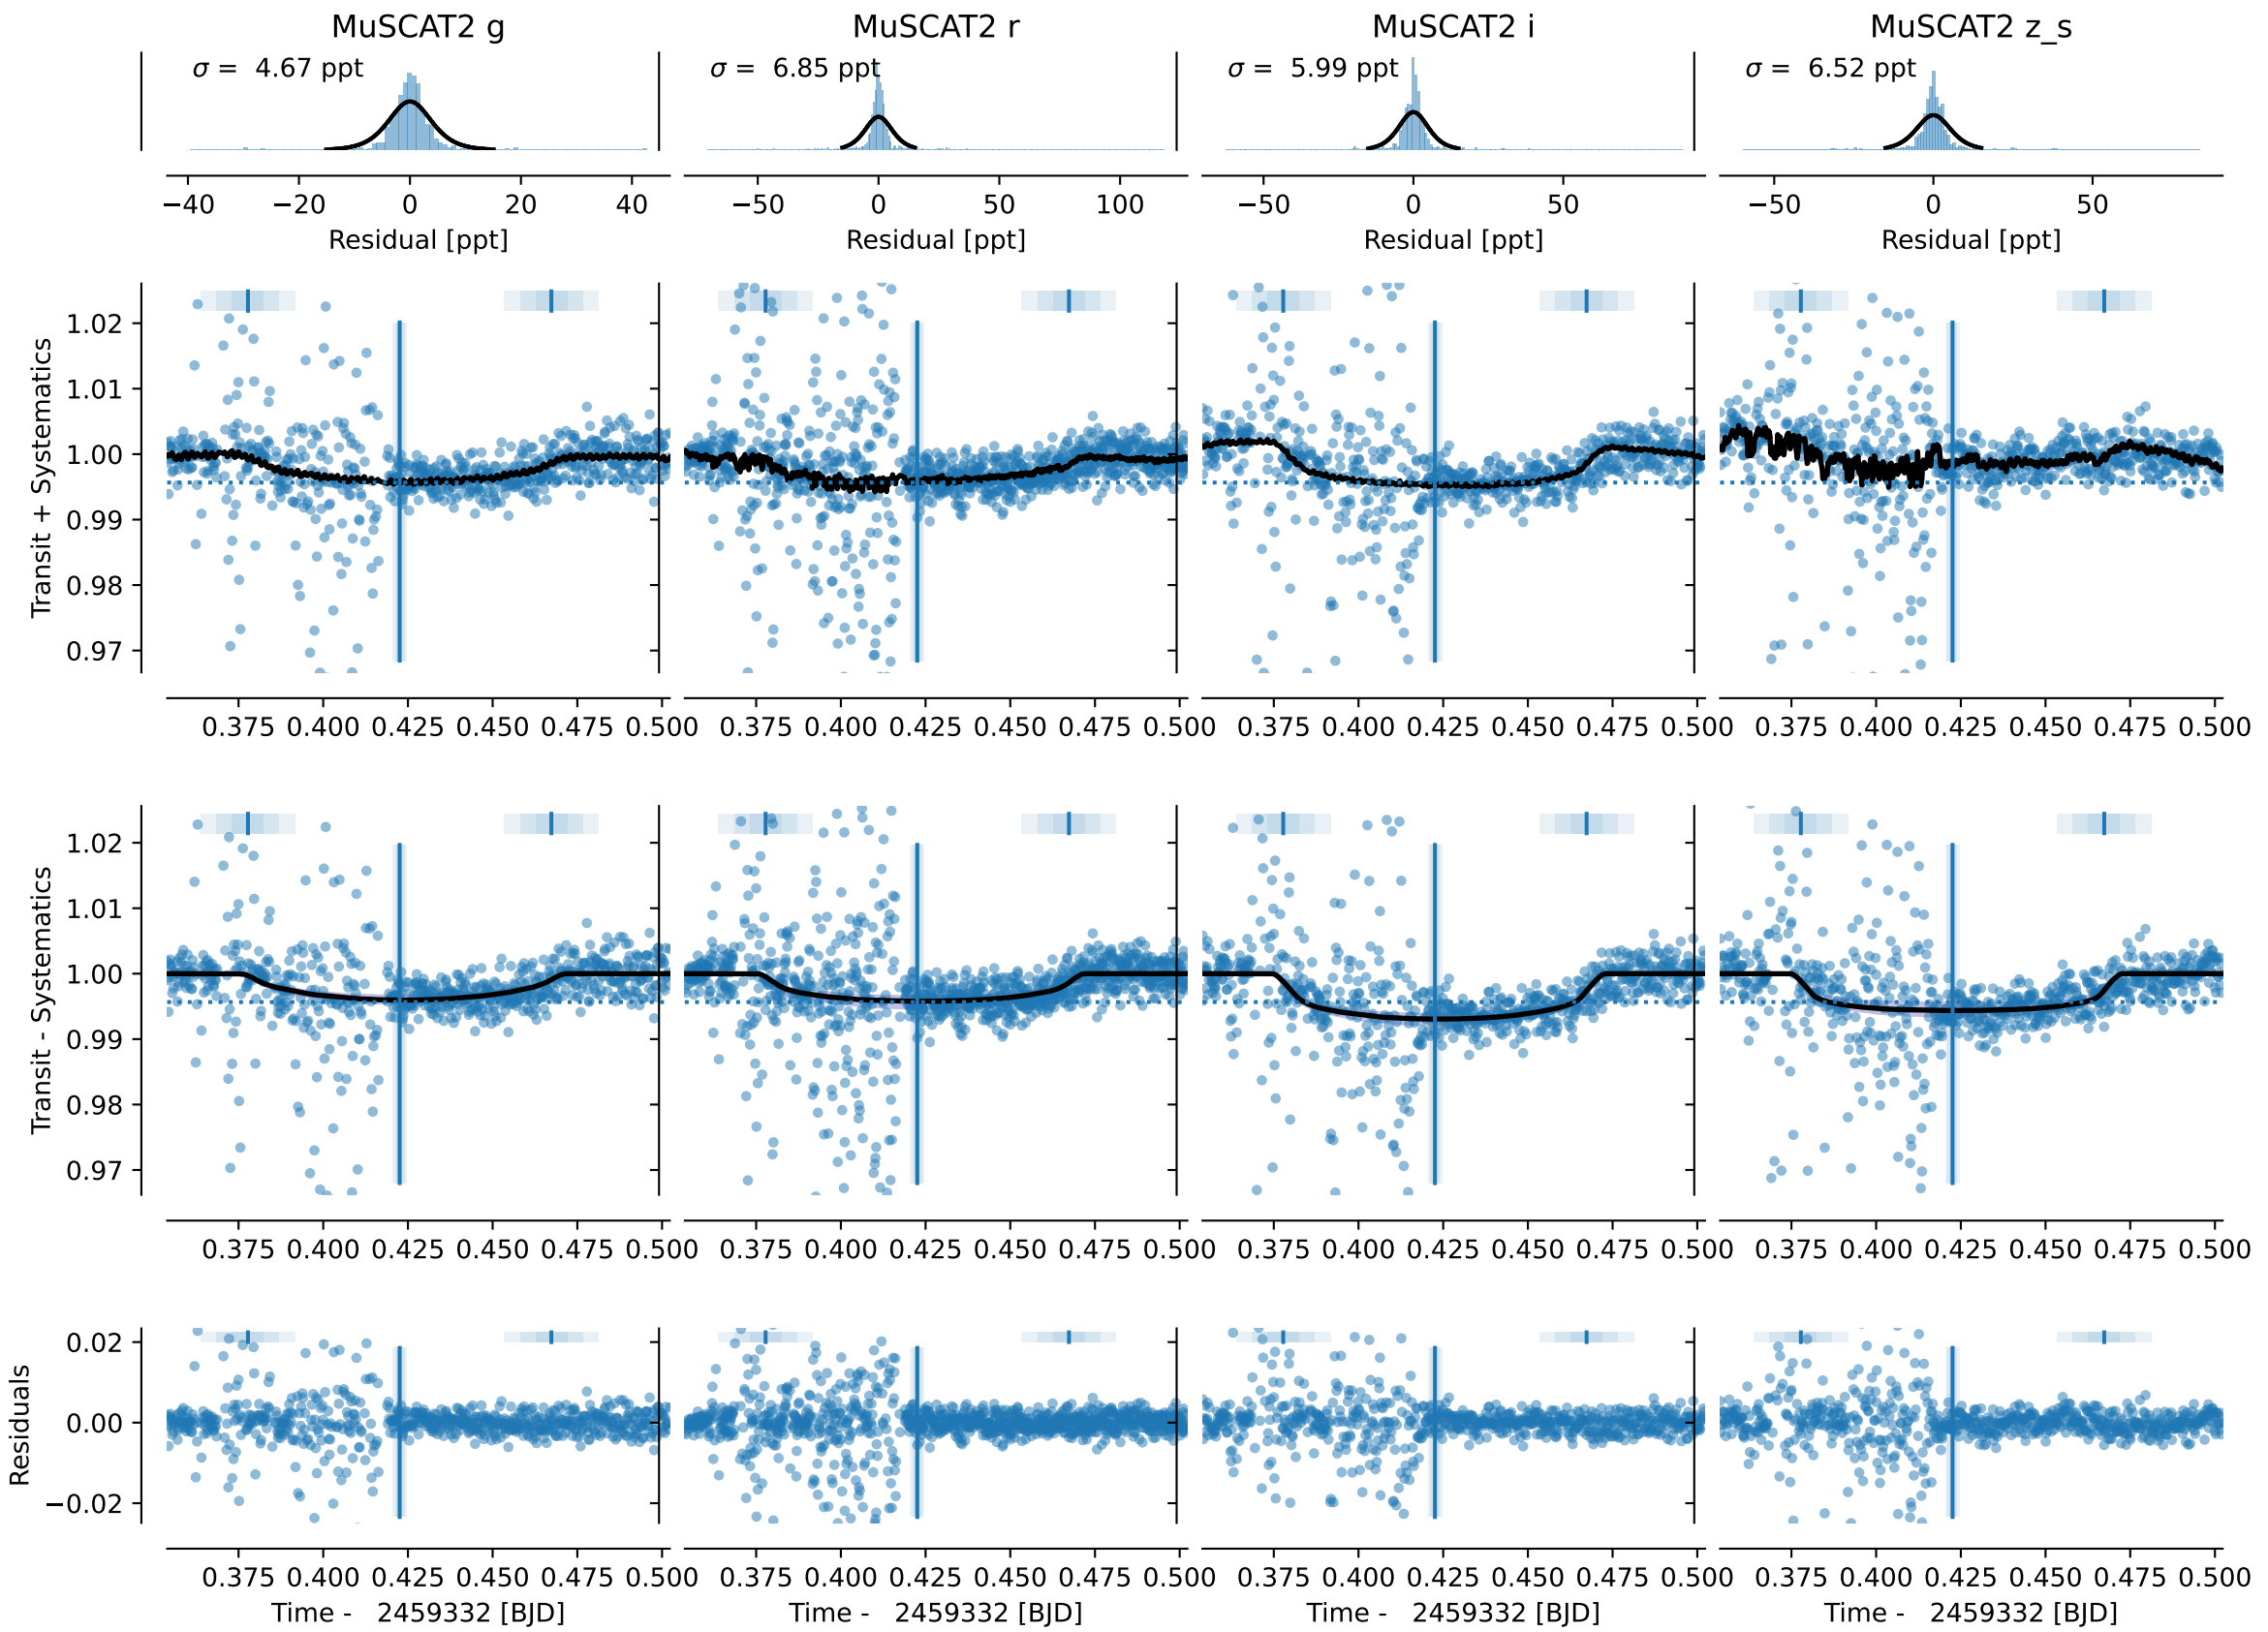 MuSCAT2 g MuSCAT2 r MuSCAT2 i MuSCAT2 z_s
σ = 4.67 ppt σ = 6.85 ppt σ = 5.99 ppt σ = 6.52 ppt
−40 −20 0 20 40 −50 0 50 100 −50 0 50 −50 0 50
Residual [ppt] Residual [ppt] Residual [ppt] Residual [ppt]
Transit + Systematics
1.02
1.01
1.00
0.99
0.98
0.97
0.375 0.400 0.425 0.450 0.475 0.500 0.375 0.400 0.425 0.450 0.475 0.500 0.375 0.400 0.425 0.450 0.475 0.500 0.375 0.400 0.425 0.450 0.475 0.500
Transit - Systematics
1.02
1.01
1.00
0.99
0.98
0.97
0.375 0.400 0.425 0.450 0.475 0.500 0.375 0.400 0.425 0.450 0.475 0.500 0.375 0.400 0.425 0.450 0.475 0.500 0.375 0.400 0.425 0.450 0.475 0.500
Residuals
0.02
0.00
−0.02
0.375 0.400 0.425 0.450 0.475 0.500 0.375 0.400 0.425 0.450 0.475 0.500 0.375 0.400 0.425 0.450 0.475 0.500 0.375 0.400 0.425 0.450 0.475 0.500
Time - 2459332 [BJD] Time - 2459332 [BJD] Time - 2459332 [BJD] Time - 2459332 [BJD]